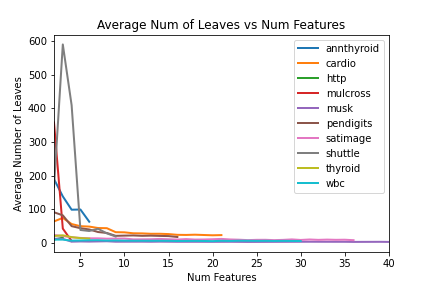 Average Num of Leaves vs Num Features
Average Number of Leaves
600
500
400
300
200
100
0
5
10
15
20
25
30
35
40
Num Features
annthyroid
cardio
http
mulcross
musk
pendigits
satimage
shuttle
thyroid
wbc